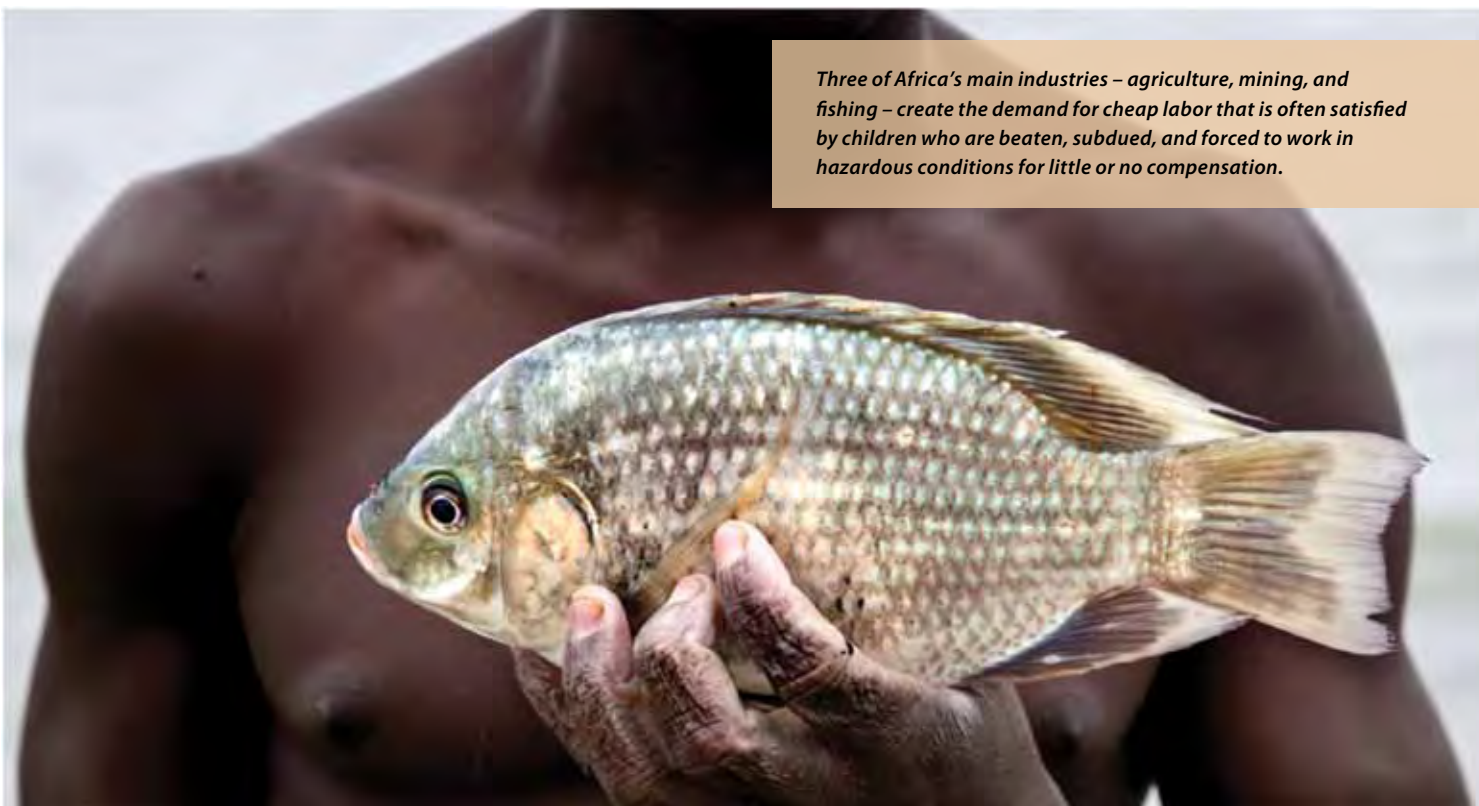 Three of Africa’s main industries – agriculture, mining, and
fishing – create the demand for cheap labor that is often satisfied
by children who are beaten, subdued, and forced to work in
hazardous conditions for little or no compensation.